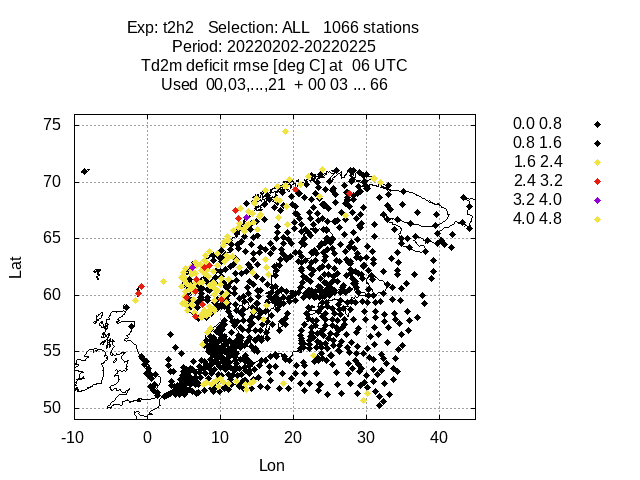 Exp: t2h2   Selection: ALL   1066 stations
Period: 20220202-20220225
Td2m deficit rmse [deg C] at  06 UTC
Used  00,03,...,21  + 00 03 ... 66
75
70
65
60
55
50
Lat
-10 0 10 20 30 40
Lon
0.0 0.8
0.8 1.6
1.6 2.4
2.4 3.2
3.2 4.0
4.0 4.8